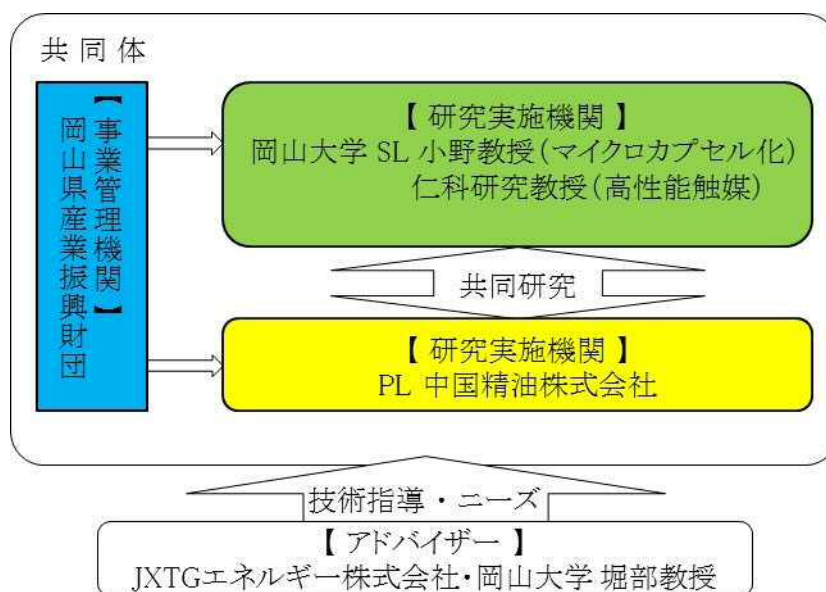 共 同 体
【事業管理機関】
岡山県産業振興財団
【 研究実施機関 】
岡山大学 SL 小野教授(マイクロカプセル化)
仁科研究教授(高性能触媒)
共同研究
【 研究実施機関 】
PL 中国精油株式会社
技術指導・ニーズ
【 アドバイザー 】
JXTGエネルギー株式会社・岡山大学 堀部教授